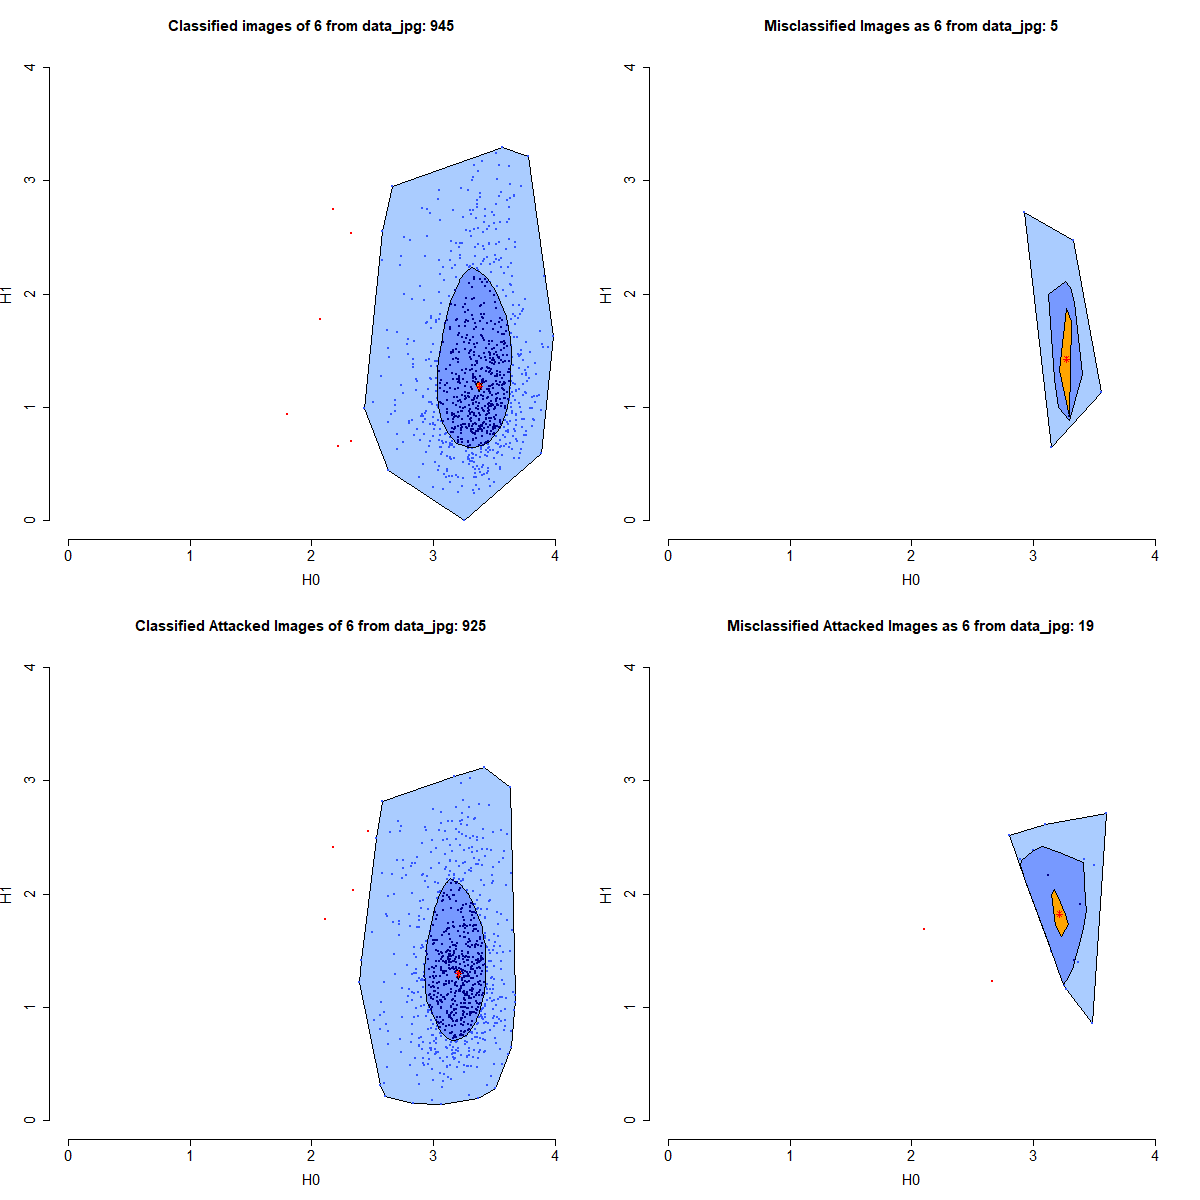 Classified images of 6 from data_jpg: 945
4
3
2
1
0
H1
0 1 2 3 4
H0
Misclassified Images as 6 from data_jpg: 5
4
3
2
1
0
H1
0 1 2 3 4
H0
Classified Attacked Images of 6 from data_jpg: 925
4
3
2
1
0
H1
0 1 2 3 4
H0
Misclassified Attacked Images as 6 from data_jpg: 19
4
3
2
1
0
H1
0 1 2 3 4
H0